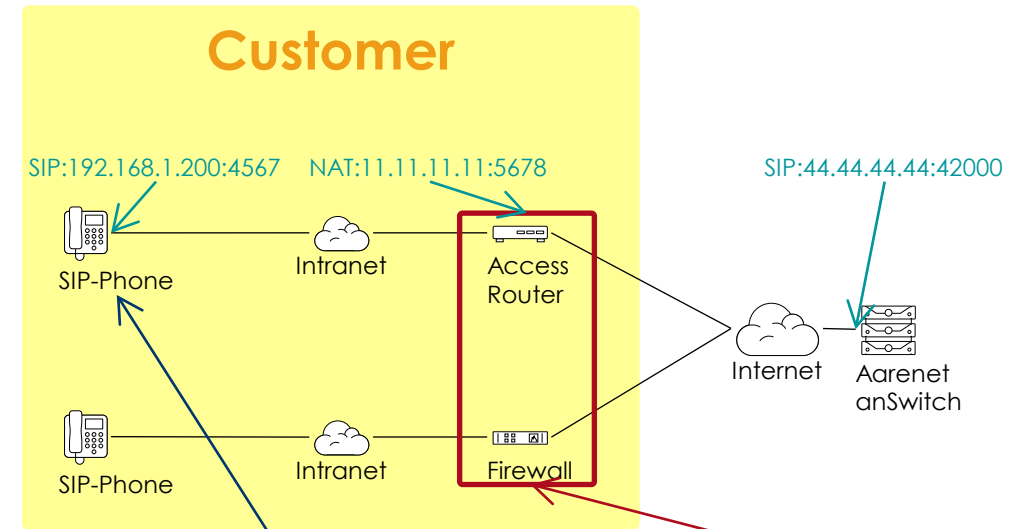 Customer
SIP:192.168.1.200:4567
NAT:11.11.11.11:5678
SIP:44.44.44.44:42000
SIP-Phone
Intranet
Access
Router
Internet
Aarenet
anSwitch
SIP-Phone
Intranet
Firewall